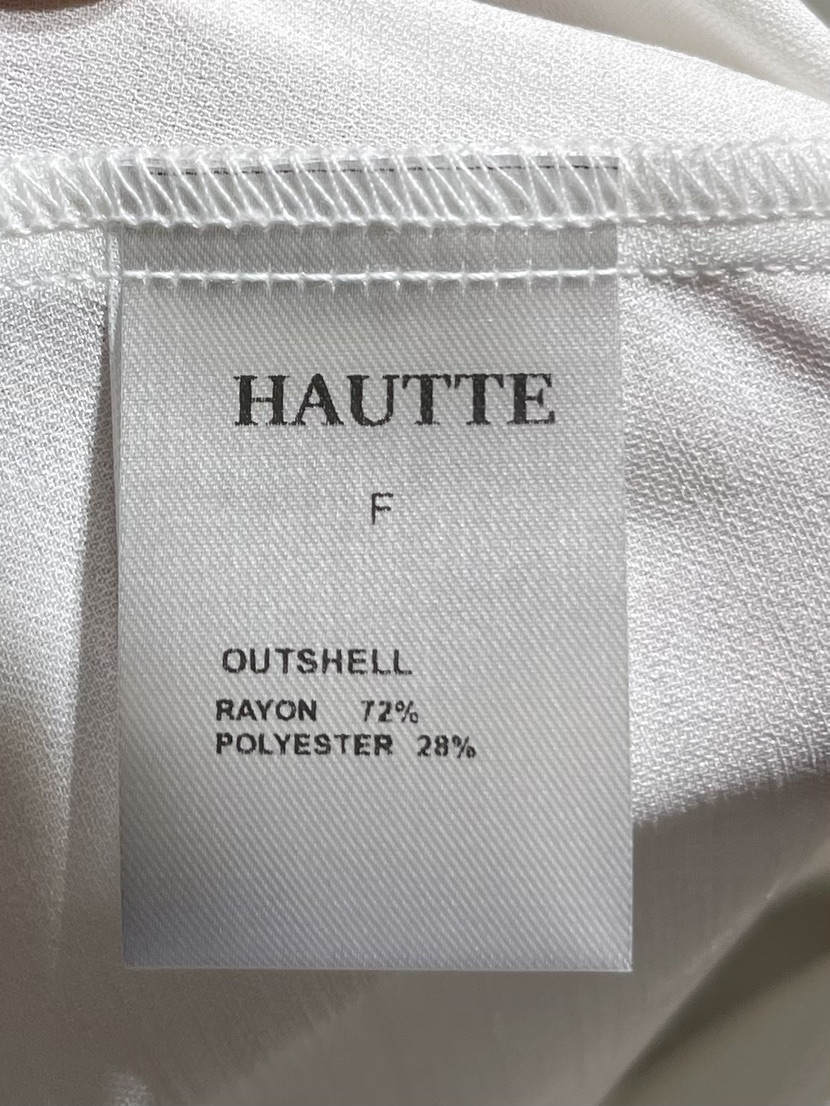 HAUTTE
F
OUTSHELL
RAYON 72%
POLYESTER 28%